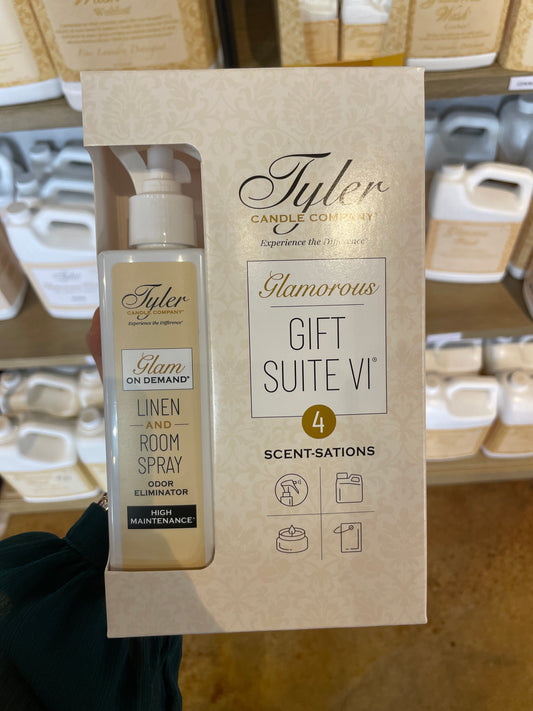 Wash
Tyler
CANDLE COMPANY®
Experience the Difference®
Glamorous
GIFT
SUITE VI®
4
SCENT-SATIONS
Tyler
CANDLE COMPANY®
Experience the Difference®
Glam
ON DEMAND®
LINEN
AND
ROOM
SPRAY
ODOR
ELIMINATOR
HIGH
MAINTENANCE®